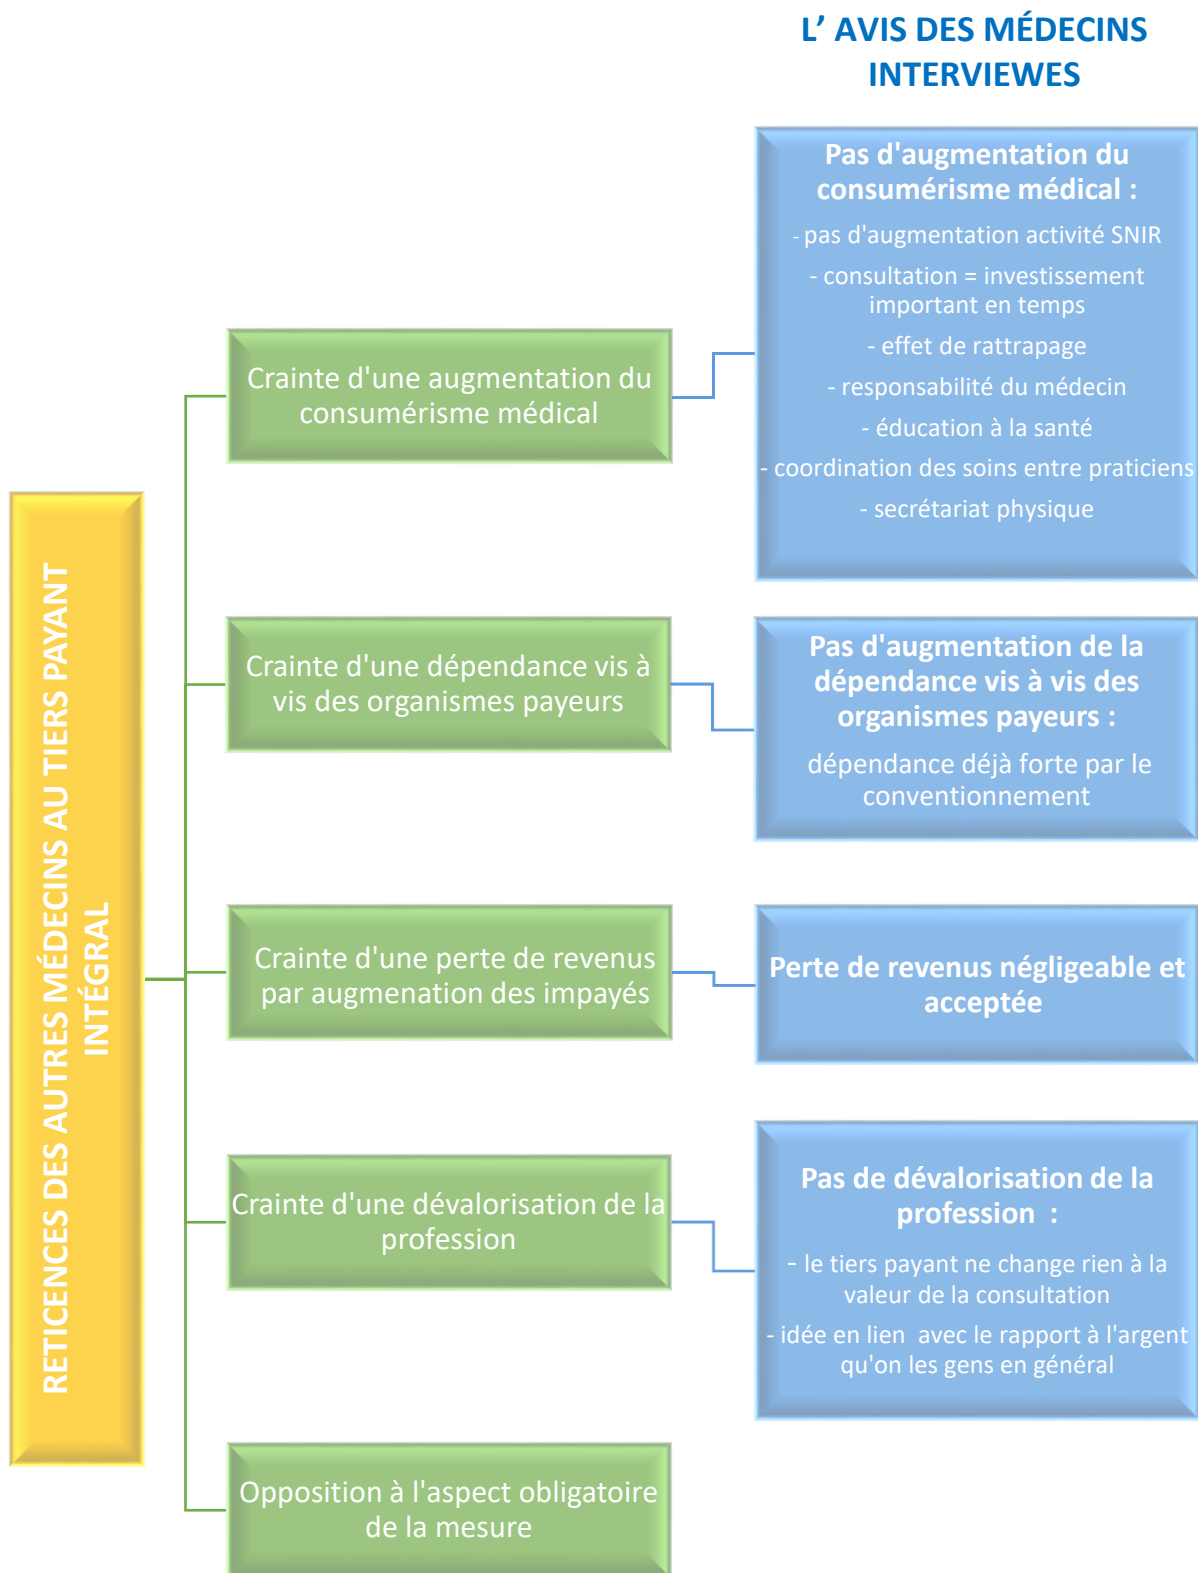 L' AVIS DES MÉDECINS
INTERVIEWES
RETICENCES DES AUTRES MÉDECINS AU TIERS PAYANT
INTÉGRAL
Crainte d'une augmentation du
consumérisme médical
Pas d'augmentation du
consumérisme médical :
- pas d'augmentation activité SNIR
- consultation = investissement
important en temps
- effet de rattrapage
- responsabilité du médecin
- éducation à la santé
- coordination des soins entre praticiens
- secrétariat physique
Crainte d'une dépendance vis à
vis des organismes payeurs
Pas d'augmentation de la
dépendance vis à vis des
organismes payeurs :
dépendance déjà forte par le
conventionnement
Crainte d'une perte de revenus
par augmenation des impayés
Perte de revenus négligeable et
acceptée
Crainte d'une dévalorisation de la
profession
Pas de dévalorisation de la
profession :
- le tiers payant ne change rien à la
valeur de la consultation
- idée en lien avec le rapport à l'argent
qu'on les gens en général
Opposition à l'aspect obligatoire
de la mesure